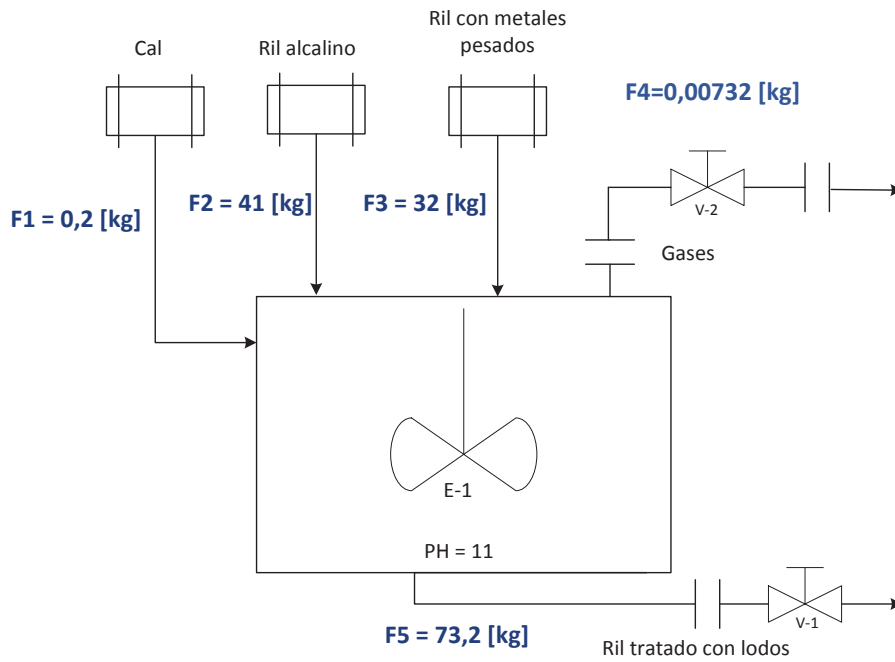 Cal
Ril alcalino
Ril con metales
pesados
F4=0,00732 [kg]
F1 = 0,2 [kg]
F2 = 41 [kg]
F3 = 32 [kg]
V-2
Gases
E-1
PH = 11
F5 = 73,2 [kg]
V-1
Ril tratado con lodos